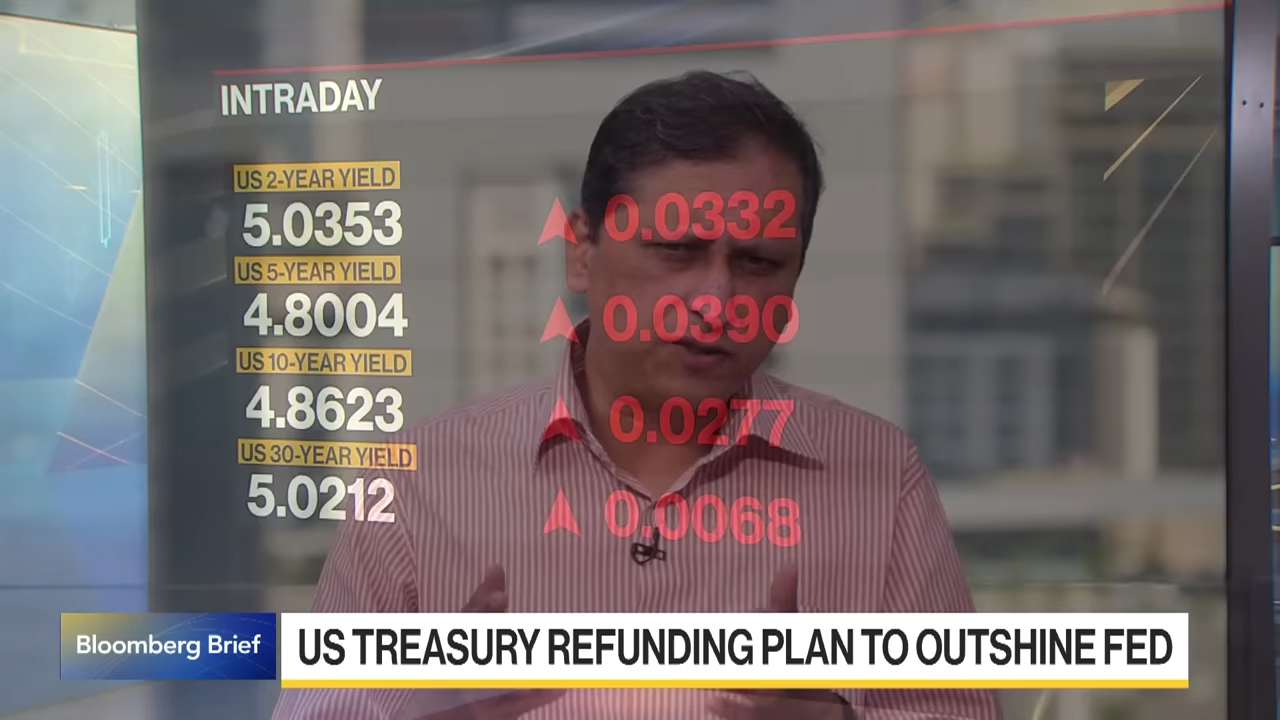 INTRADAY
US 2-YEAR YIELD
5.0353 ▲ 0.0332
US 5-YEAR YIELD
4.8004 ▲ 0.0390
US 10-YEAR YIELD
4.8623 ▲ 0.0277
US 30-YEAR YIELD
5.0212 ▲ 0.0068
Bloomberg Brief
US TREASURY REFUNDING PLAN TO OUTSHINE FED